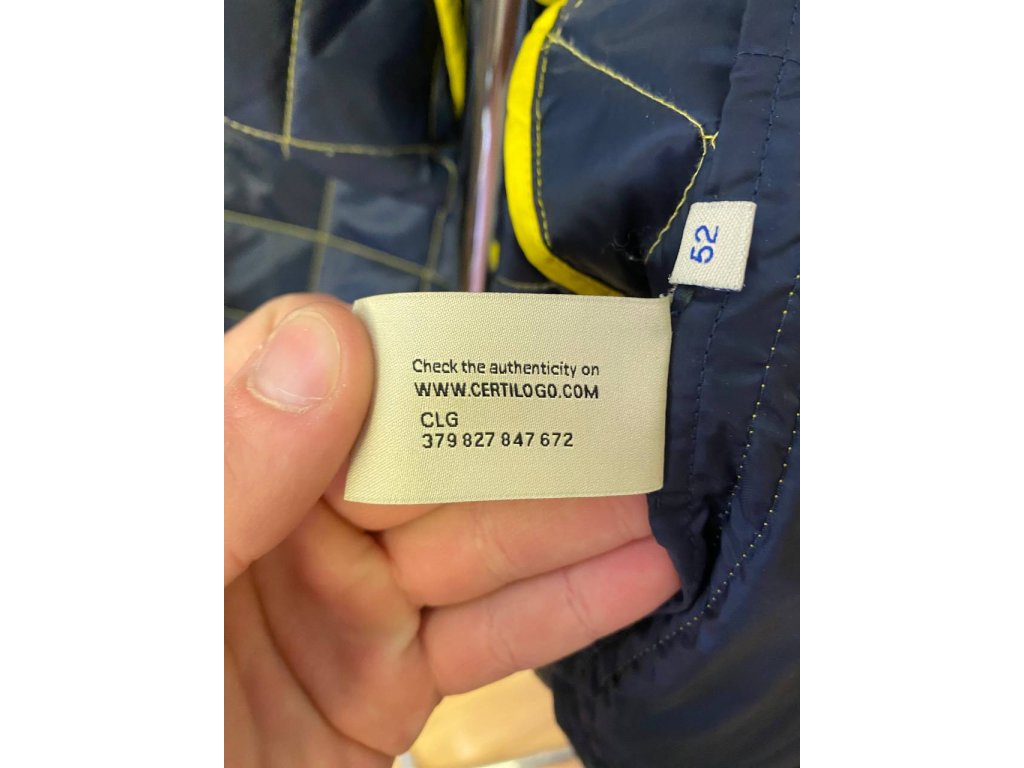 52
Check the authenticity on
WWW.CERTILOGO.COM
CLG
379 827 847 672